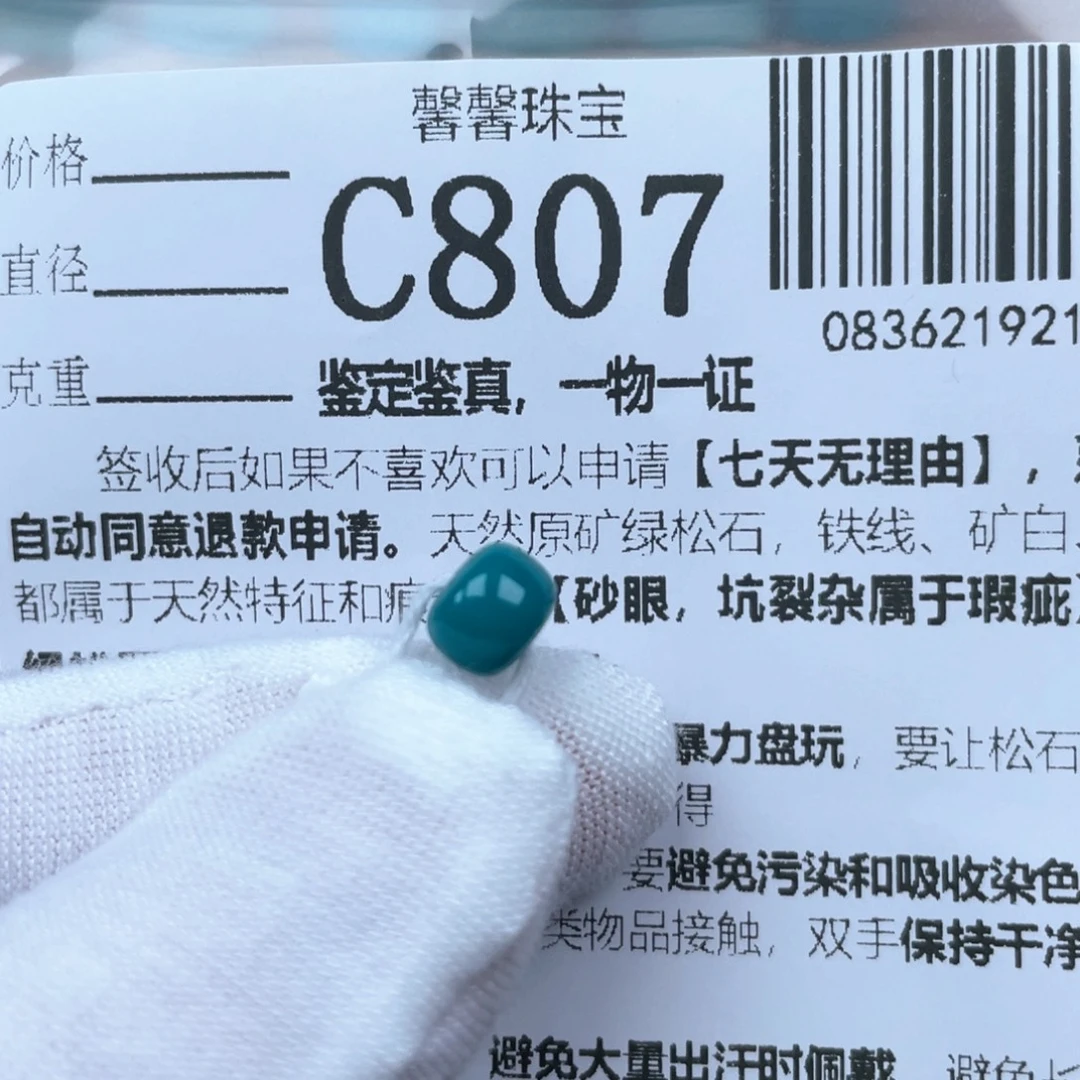 馨馨珠宝
价格
C807
直径
083621921
克重
鉴定鉴真，一物一证
签收后如果不喜欢可以申请【七天无理由】，
自动同意退款申请。天然原矿绿松石，铁线、矿白、
都属于天然特征和 【砂眼，坑裂杂属于瑕疵】
暴力盘玩，要让松石
得
要避免污染和吸收染色
类物品接触，双手保持干净
避免大量出汗时佩戴 避免